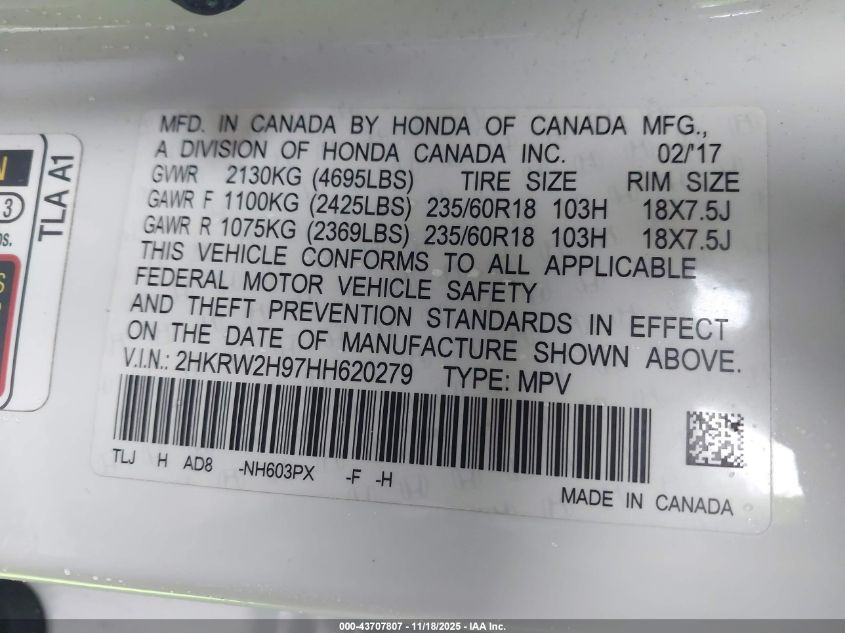 MFD. IN CANADA BY HONDA OF CANADA MFG.,
A DIVISION OF HONDA CANADA INC. 02/'17
GVWR 2130KG (4695LBS) TIRE SIZE RIM SIZE
GAWR F 1100KG (2425LBS) 235/60R18 103H 18X7.5J
GAWR R 1075KG (2369LBS) 235/60R18 103H 18X7.5J
THIS VEHICLE CONFORMS TO ALL APPLICABLE
FEDERAL MOTOR VEHICLE SAFETY
AND THEFT PREVENTION STANDARDS IN EFFECT
ON THE DATE OF MANUFACTURE SHOWN ABOVE.
V.I.N.: 2HKRW2H97HH620279 TYPE: MPV
TLJ H AD8 -NH603PX -F -H
MADE IN CANADA
TLA A1
3
000-43707807 - 11/18/2025 - IAA Inc.